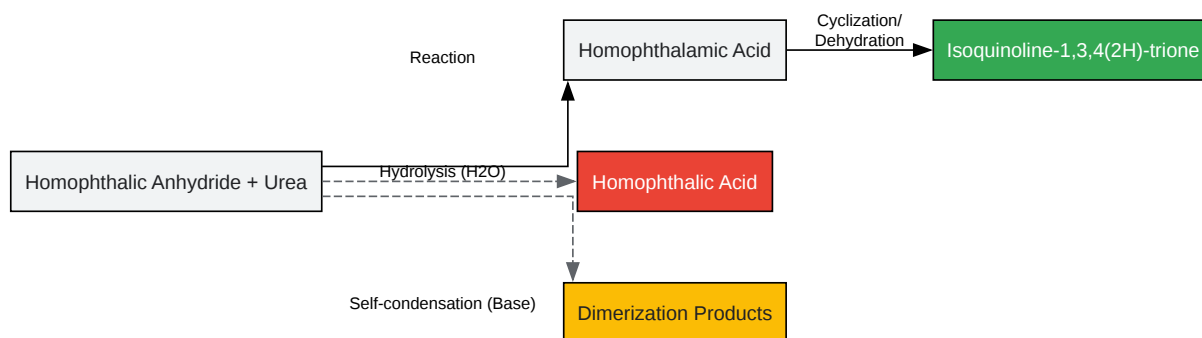 Reaction
Homophthalamic Acid
Cyclization/
Dehydration
Isoquinoline-1,3,4(2H)-trione
Homophthalic Anhydride + Urea
Hydrolysis (H2O)
Homophthalic Acid
Self-condensation (Base)
Dimerization Products